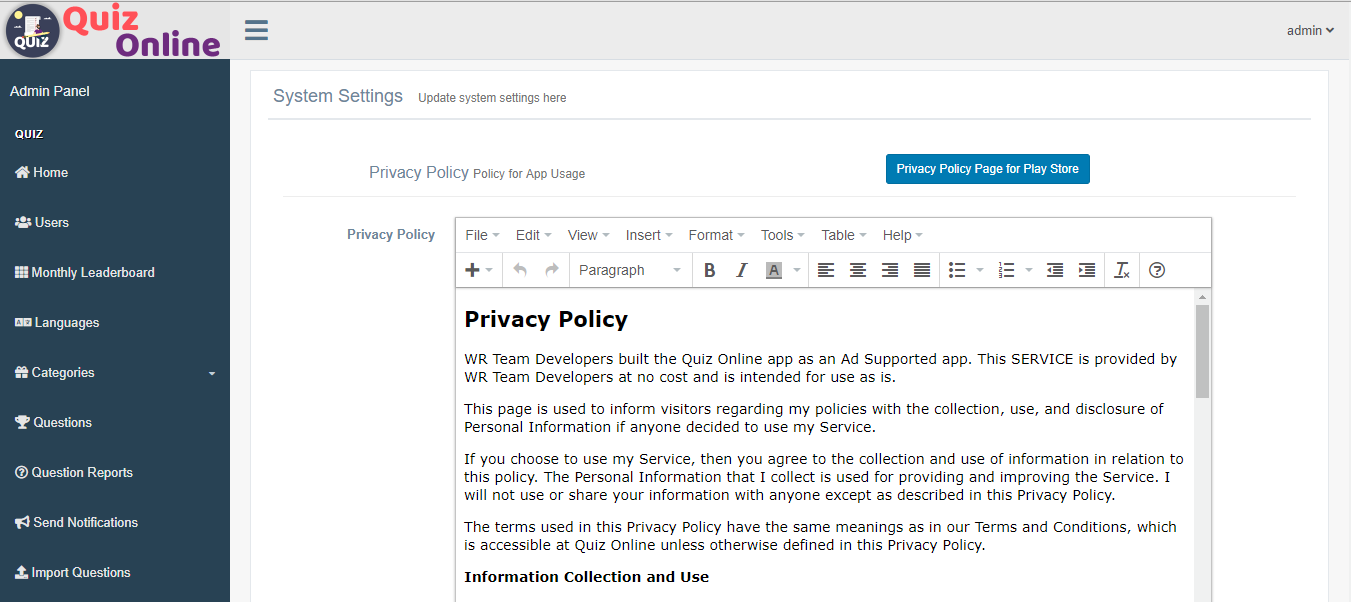 QUIZ
Quiz
Online
admin
Admin Panel
QUIZ
Home
Users
Monthly Leaderboard
Languages
Categories
Questions
Question Reports
Send Notifications
Import Questions
System Settings Update system settings here
Privacy Policy Policy for App Usage
Privacy Policy Page for Play Store
Privacy Policy
File Edit View Insert Format Tools Table Help
Paragraph B I A
Privacy Policy
WR Team Developers built the Quiz Online app as an Ad Supported app. This SERVICE is provided by
WR Team Developers at no cost and is intended for use as is.
This page is used to inform visitors regarding my policies with the collection, use, and disclosure of
Personal Information if anyone decided to use my Service.
If you choose to use my Service, then you agree to the collection and use of information in relation to
this policy. The Personal Information that I collect is used for providing and improving the Service. I
will not use or share your information with anyone except as described in this Privacy Policy.
The terms used in this Privacy Policy have the same meanings as in our Terms and Conditions, which
is accessible at Quiz Online unless otherwise defined in this Privacy Policy.
Information Collection and Use